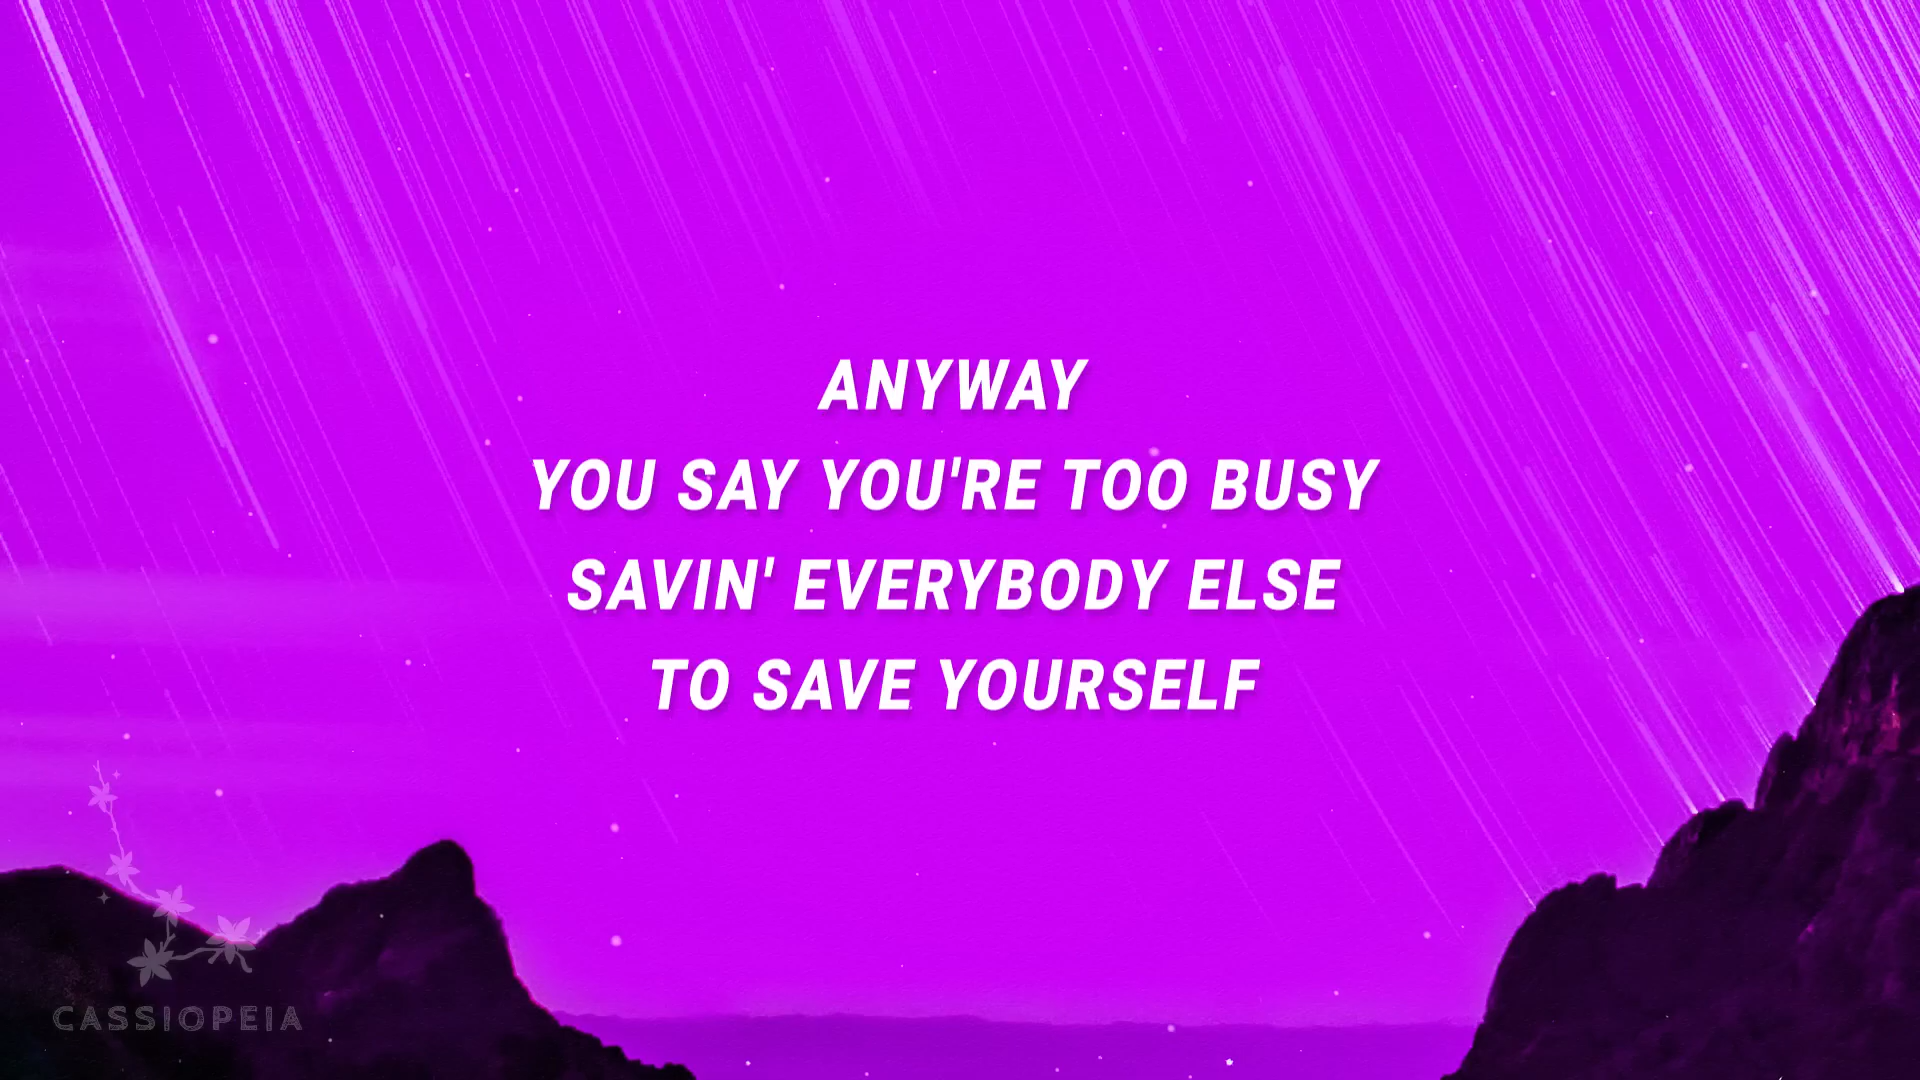 ANYWAY
YOU SAY YOU'RE TOO BUSY
SAVIN' EVERYBODY ELSE
TO SAVE YOURSELF
CASSIOPEIA